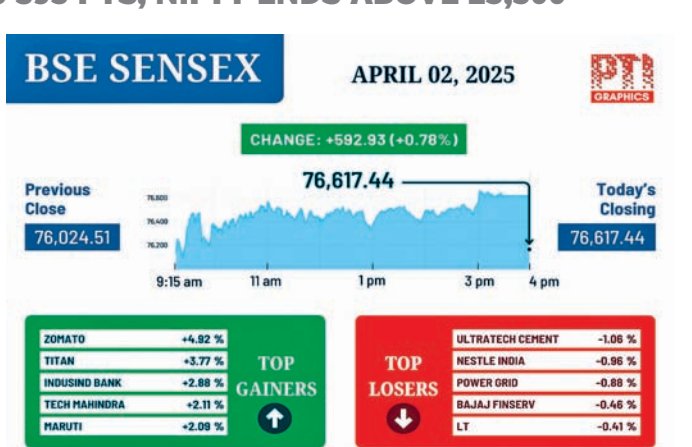 BSE SENSEX
APRIL 02, 2025
PTI
GRAPHICS
CHANGE: +592.93 (+0.78%)
76,617.44
Previous
Close
76,024.51
Today's
Closing
76,617.44
76,600
76,400
76,200
9:15 am 11 am 1 pm 3 pm 4 pm
TOP
GAINERS
ZOMATO +4.92 %
TITAN +3.77 %
INDUSIND BANK +2.88 %
TECH MAHINDRA +2.11 %
MARUTI +2.09 %
TOP
LOSERS
ULTRATECH CEMENT -1.06 %
NESTLE INDIA -0.96 %
POWER GRID -0.88 %
BAJAJ FINSERV -0.46 %
LT -0.41 %